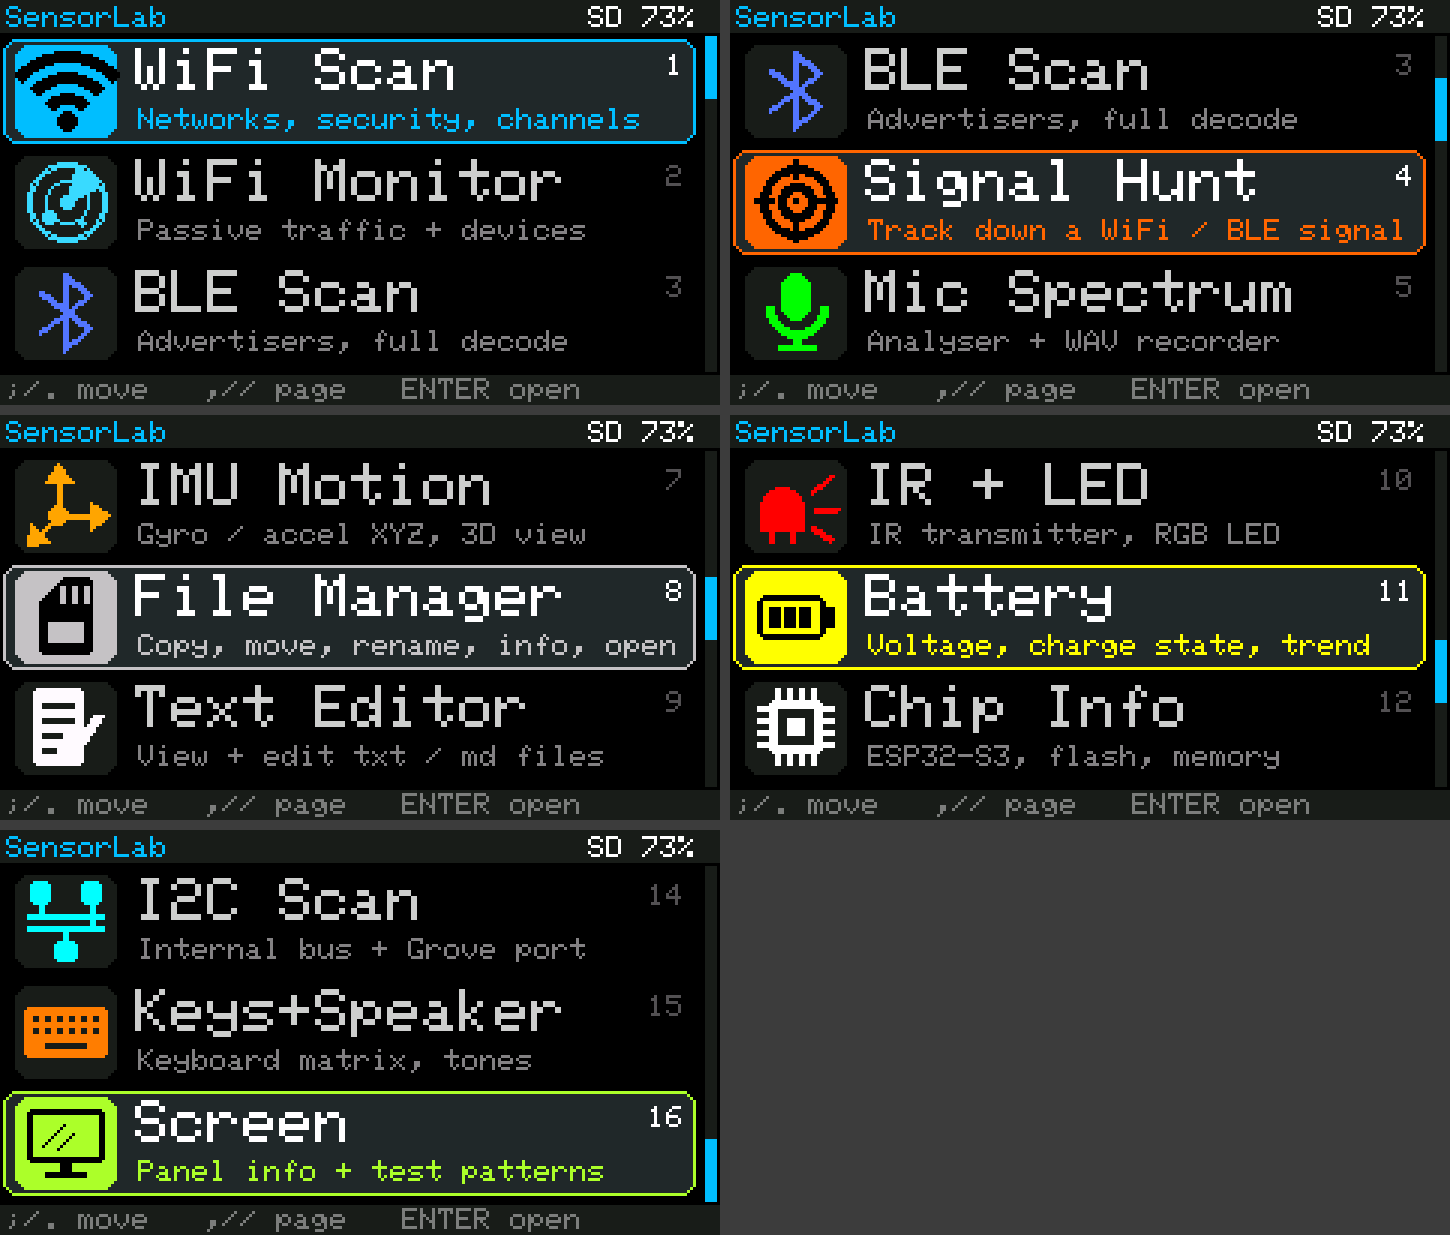 SensorLab SD 73%
WiFi Scan 1
Networks, security, channels
WiFi Monitor 2
Passive traffic + devices
BLE Scan 3
Advertisers, full decode
;/. move ,// page ENTER open
SensorLab SD 73%
BLE Scan 3
Advertisers, full decode
Signal Hunt 4
Track down a WiFi / BLE signal
Mic Spectrum 5
Analyser + WAV recorder
;/. move ,// page ENTER open
SensorLab SD 73%
IMU Motion 7
Gyro / accel XYZ, 3D view
File Manager 8
Copy, move, rename, info, open
Text Editor 9
View + edit txt / md files
;/. move ,// page ENTER open
SensorLab SD 73%
IR + LED 10
IR transmitter, RGB LED
Battery 11
Voltage, charge state, trend
Chip Info 12
ESP32-S3, flash, memory
;/. move ,// page ENTER open
SensorLab SD 73%
I2C Scan 14
Internal bus + Grove port
Keys+Speaker 15
Keyboard matrix, tones
Screen 16
Panel info + test patterns
;/. move ,// page ENTER open